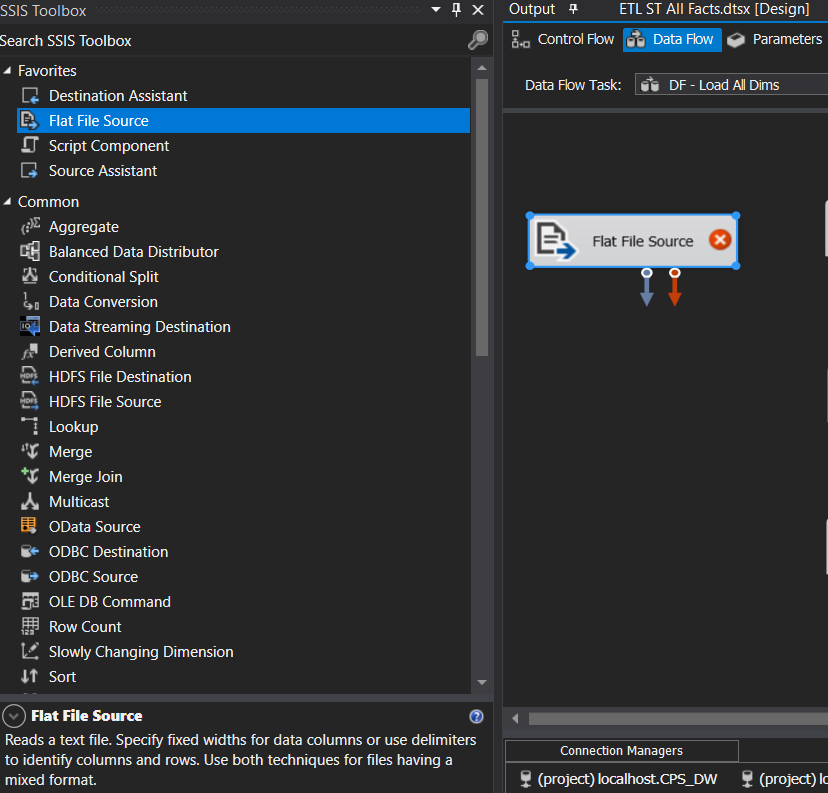 SSIS Toolbox
Search SSIS Toolbox
Favorites
Destination Assistant
Flat File Source
Script Component
Source Assistant
Common
Aggregate
Balanced Data Distributor
Conditional Split
Data Conversion
Data Streaming Destination
Derived Column
HDFS File Destination
HDFS File Source
Lookup
Merge
Merge Join
Multicast
OData Source
ODBC Destination
ODBC Source
OLE DB Command
Row Count
Slowly Changing Dimension
Sort
Flat File Source
Reads a text file. Specify fixed widths for data columns or use delimiters
to identify columns and rows. Use both techniques for files having a
mixed format.
Output ETL ST All Facts.dtsx [Design]
Control Flow Data Flow Parameters
Data Flow Task: DF - Load All Dims
Flat File Source
Connection Managers
(project) localhost.CPS_DW (project)